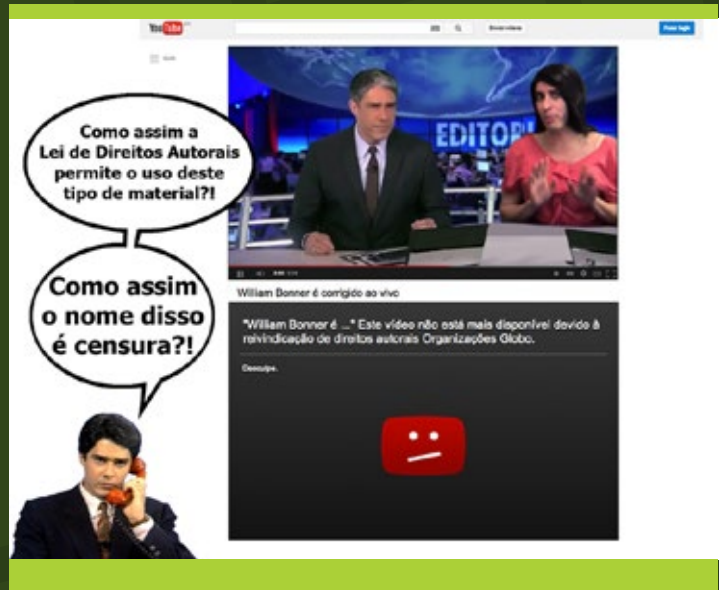 YouTube
Como assim a
Lei de Direitos Autorais
permite o uso deste
tipo de material?!
EDITORI
Como assim
o nome disso
é censura?!
William Bonner é corrigido ao vivo
"William Bonner é ..." Este vídeo não está mais disponível devido à
reivindicação de direitos autorais Organizações Globo.
Desculpe.